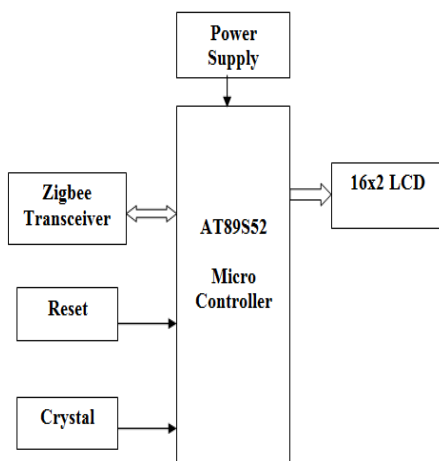 Power
Supply
Zigbee
Transceiver
16x2 LCD
AT89S52
Micro
Controller
Reset
Crystal